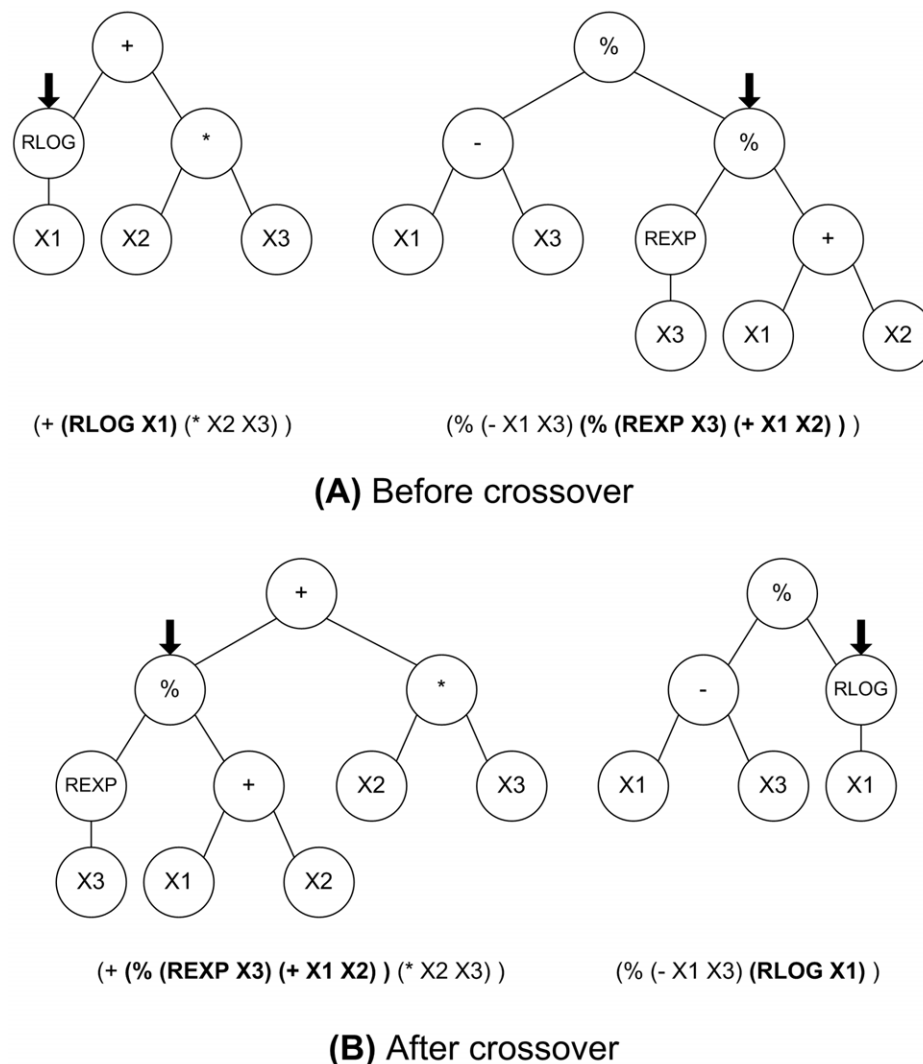 + %
RLOG * - %
X1 X2 X3 X1 X3 REXP +
X3 X1 X2
(+ (RLOG X1) (* X2 X3) ) (% (- X1 X3) (% (REXP X3) (+ X1 X2) ) )
(A) Before crossover
+ %
% * - RLOG
REXP + X2 X3 X1 X3 X1
X3 X1 X2
(+ (% (REXP X3) (+ X1 X2) ) (* X2 X3) ) (% (- X1 X3) (RLOG X1) )
(B) After crossover